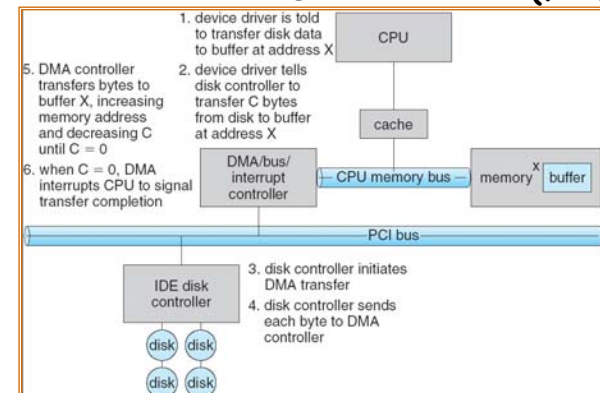 1. device driver is told
to transfer disk data
to buffer at address X
CPU
5. DMA controller
transfers bytes to
buffer X, increasing
memory address
and decreasing C
until C = 0
2. device driver tells
disk controller to
transfer C bytes
from disk to buffer
at address X
cache
6. when C = 0, DMA
interrupts CPU to signal
transfer completion
DMA/bus/
interrupt
controller
CPU memory bus
memory
X
buffer
PCI bus
IDE disk
controller
3. disk controller initiates
DMA transfer
4. disk controller sends
each byte to DMA
controller
disk
disk
disk
disk